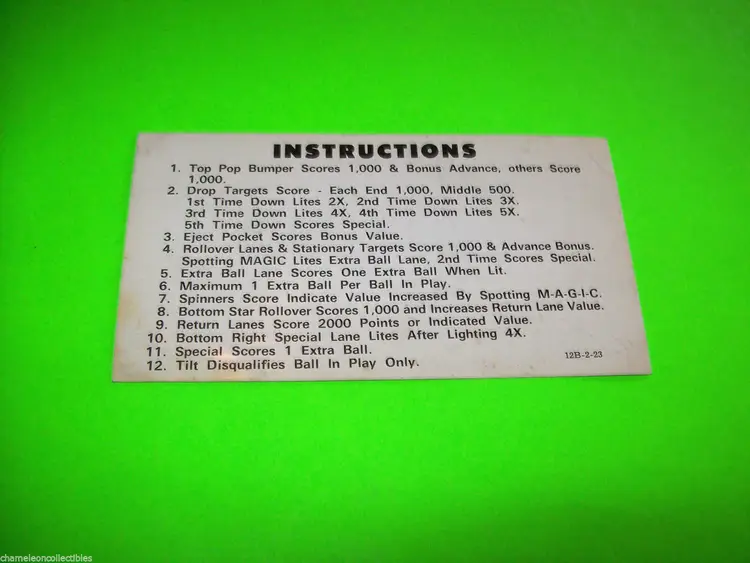 INSTRUCTIONS
1. Top Pop Bumper Scores 1,000 & Bonus Advance, others Score
1,000.
2. Drop Targets Score - Each End 1,000, Middle 500.
1st Time Down Lites 2X, 2nd Time Down Lites 3X.
3rd Time Down Lites 4X, 4th Time Down Lites 5X.
5th Time Down Scores Special.
3. Eject Pocket Scores Bonus Value.
4. Rollover Lanes & Stationary Targets Score 1,000 & Advance Bonus.
Spotting MAGIC Lites Extra Ball Lane, 2nd Time Scores Special.
5. Extra Ball Lane Scores One Extra Ball When Lit.
6. Maximum 1 Extra Ball Per Ball In Play.
7. Spinners Score Indicate Value Increased By Spotting M-A-G-I-C.
8. Bottom Star Rollover Scores 1,000 and Increases Return Lane Value.
9. Return Lanes Score 2000 Points or Indicated Value.
10. Bottom Right Special Lane Lites After Lighting 4X.
11. Special Scores 1 Extra Ball.
12. Tilt Disqualifies Ball In Play Only.
12B-2-23
chameleoncollectibles